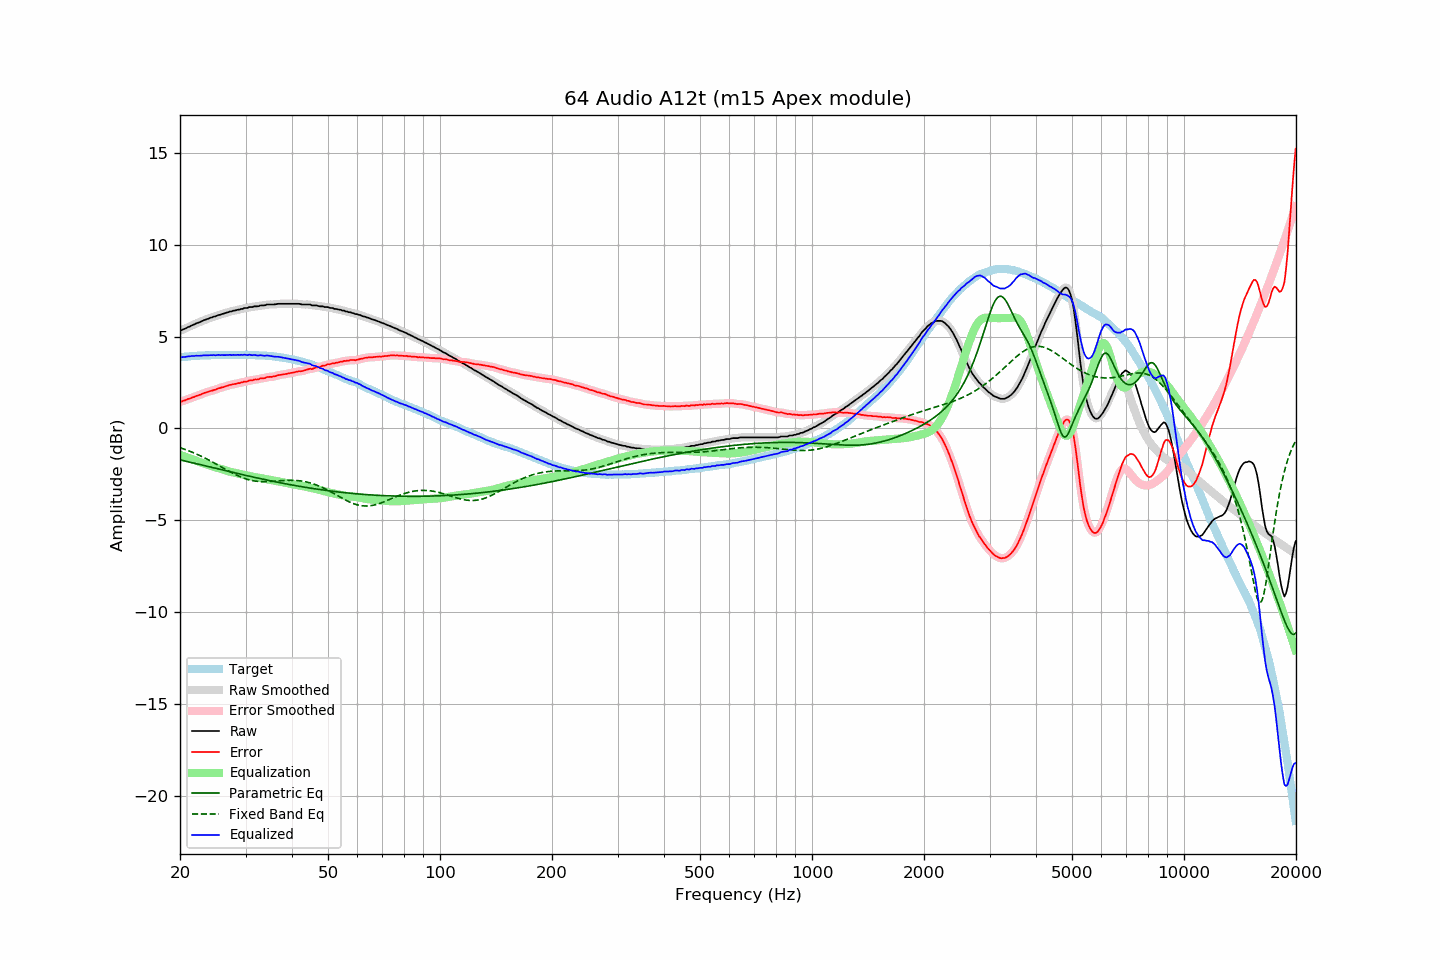 64 Audio A12t (m15 Apex module)
Amplitude (dBr)
15
10
5
0
−5
−10
−15
−20
Target
Raw Smoothed
Error Smoothed
Raw
Error
Equalization
Parametric Eq
Fixed Band Eq
Equalized
20 50 100 200 500 1000 2000 5000 10000 20000
Frequency (Hz)